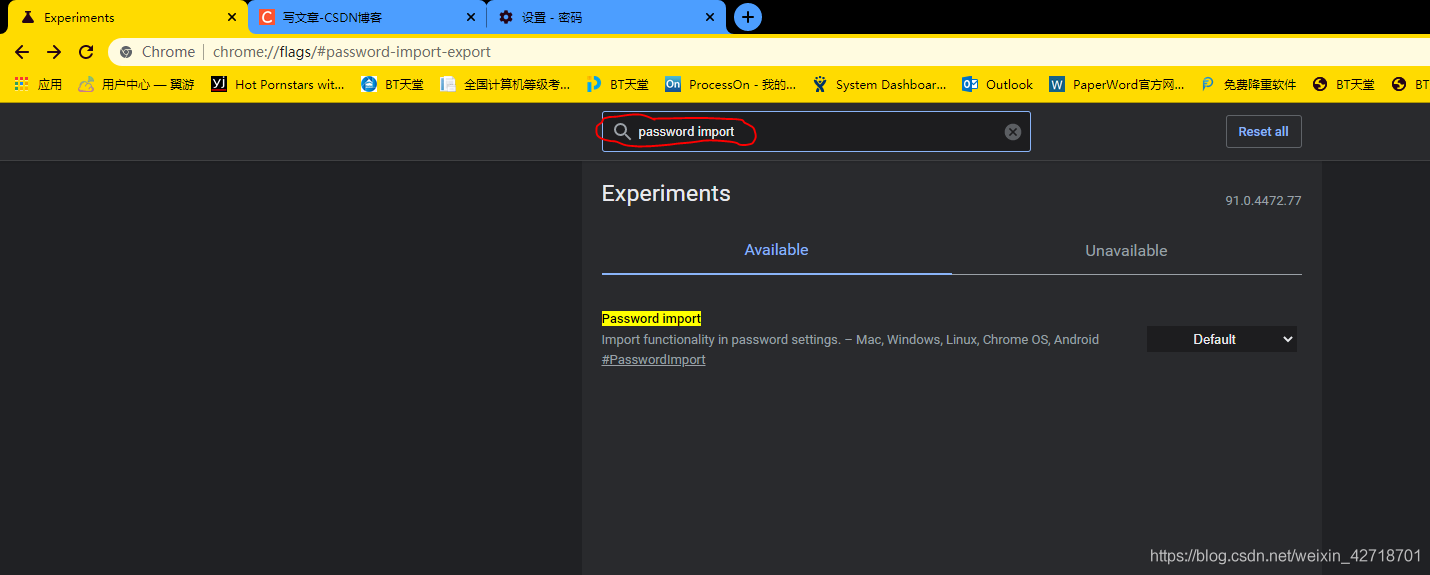 Experiments 写文章-CSDN博客 设置 - 密码
Chrome chrome://flags/#password-import-export
应用 用户中心 — 翼游 Hot Pornstars wit... BT天堂 全国计算机等级考... BT天堂 On ProcessOn - 我的... System Dashboar... Outlook PaperWord官方网... 免费降重软件 BT天堂 BT
password import Reset all
Experiments 91.0.4472.77
Available Unavailable
Password import
Import functionality in password settings. – Mac, Windows, Linux, Chrome OS, Android Default
#PasswordImport
https://blog.csdn.net/weixin_42718701